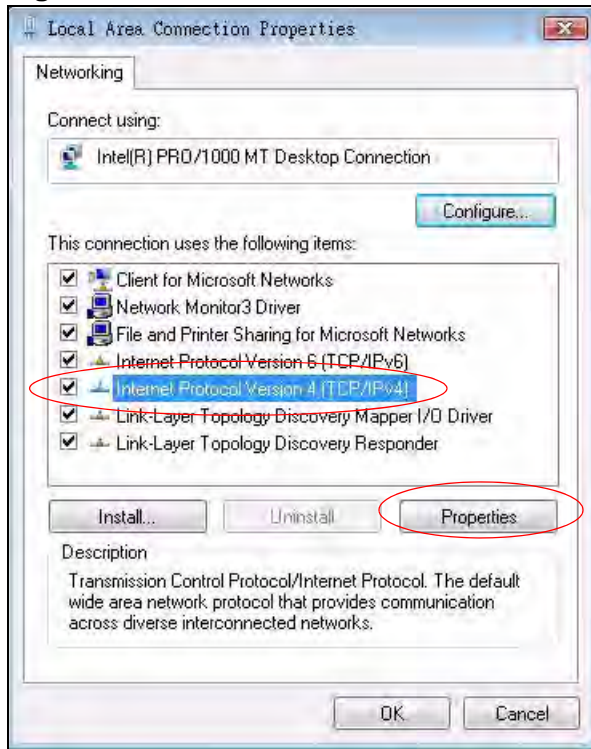 Local Area Connection Properties
Networking
Connect using:
Intel(R) PRO/1000 MT Desktop Connection
Configure...
This connection uses the following items:
Client for Microsoft Networks
Network Monitor3 Driver
File and Printer Sharing for Microsoft Networks
Internet Protocol Version 6 (TCP/IPv6)
Internet Protocol Version 4 (TCP/IPv4)
Link-Layer Topology Discovery Mapper I/O Driver
Link-Layer Topology Discovery Responder
Install... Uninstall Properties
Description
Transmission Control Protocol/Internet Protocol. The default
wide area network protocol that provides communication
across diverse interconnected networks.
OK Cancel